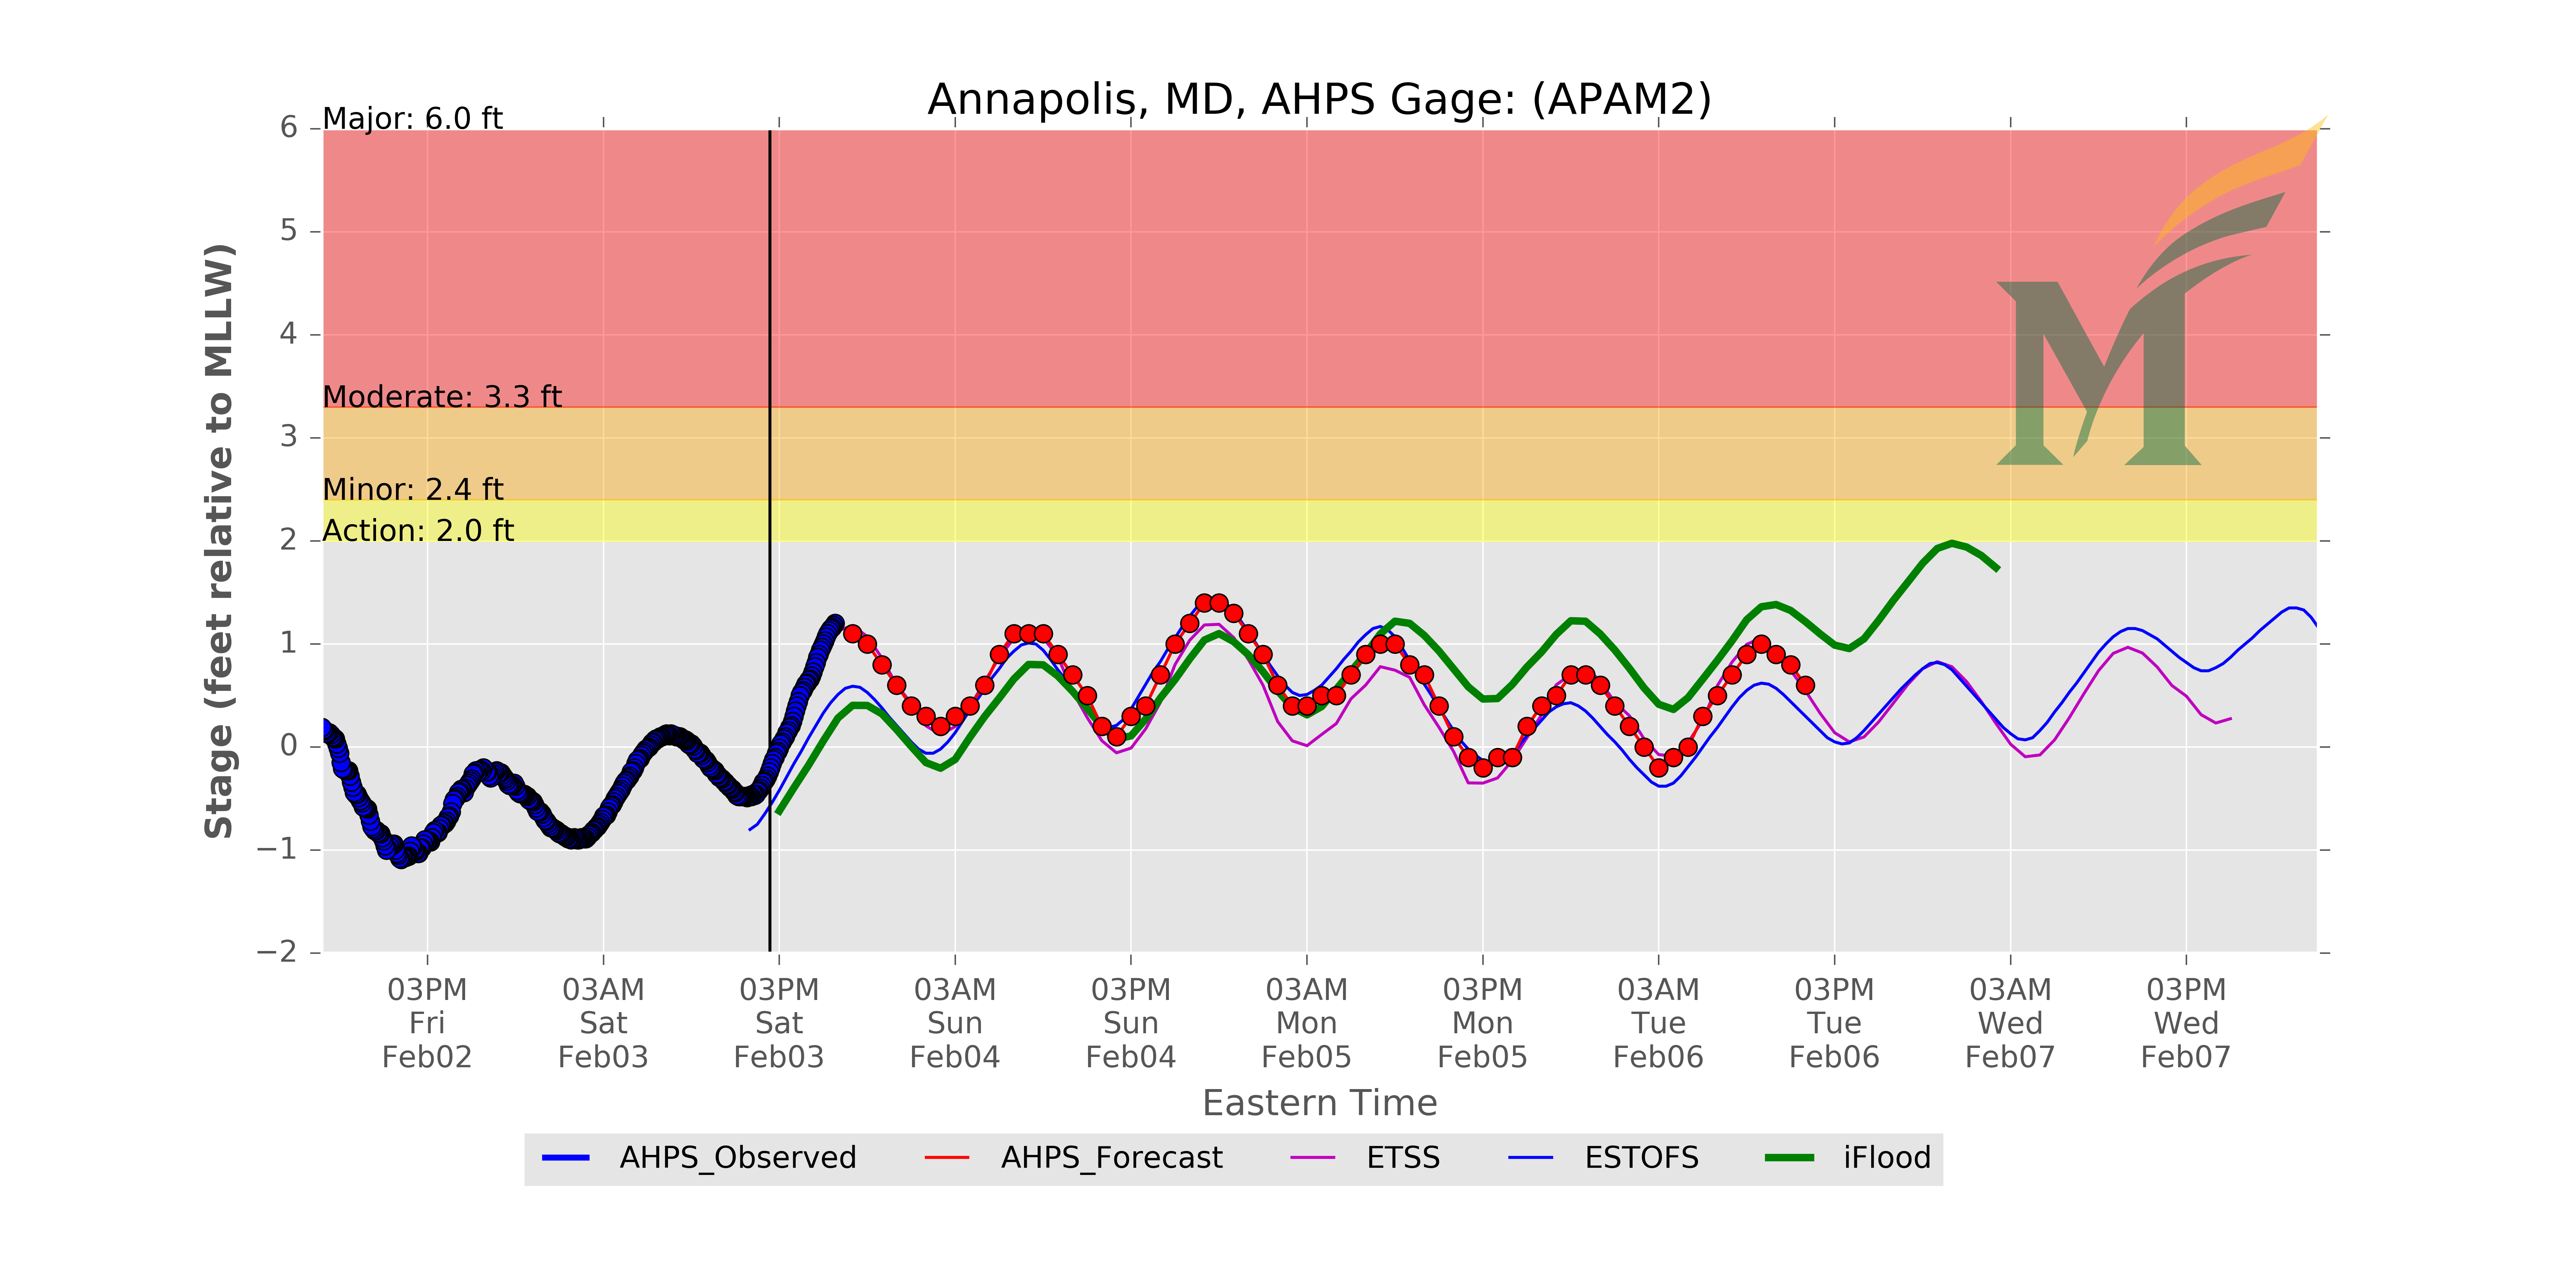 Annapolis, MD, AHPS Gage: (APAM2)
Major: 6.0 ft
Moderate: 3.3 ft
Minor: 2.4 ft
Action: 2.0 ft
Stage (feet relative to MLLW)
6
5
4
3
2
1
0
−1
−2
03PM 03AM 03PM 03AM 03PM 03AM 03PM 03AM 03PM 03AM 03PM
Fri Sat Sat Sun Sun Mon Mon Tue Tue Wed Wed
Feb02 Feb03 Feb03 Feb04 Feb04 Feb05 Feb05 Feb06 Feb06 Feb07 Feb07
Eastern Time
AHPS_Observed AHPS_Forecast ETSS ESTOFS iFlood
M